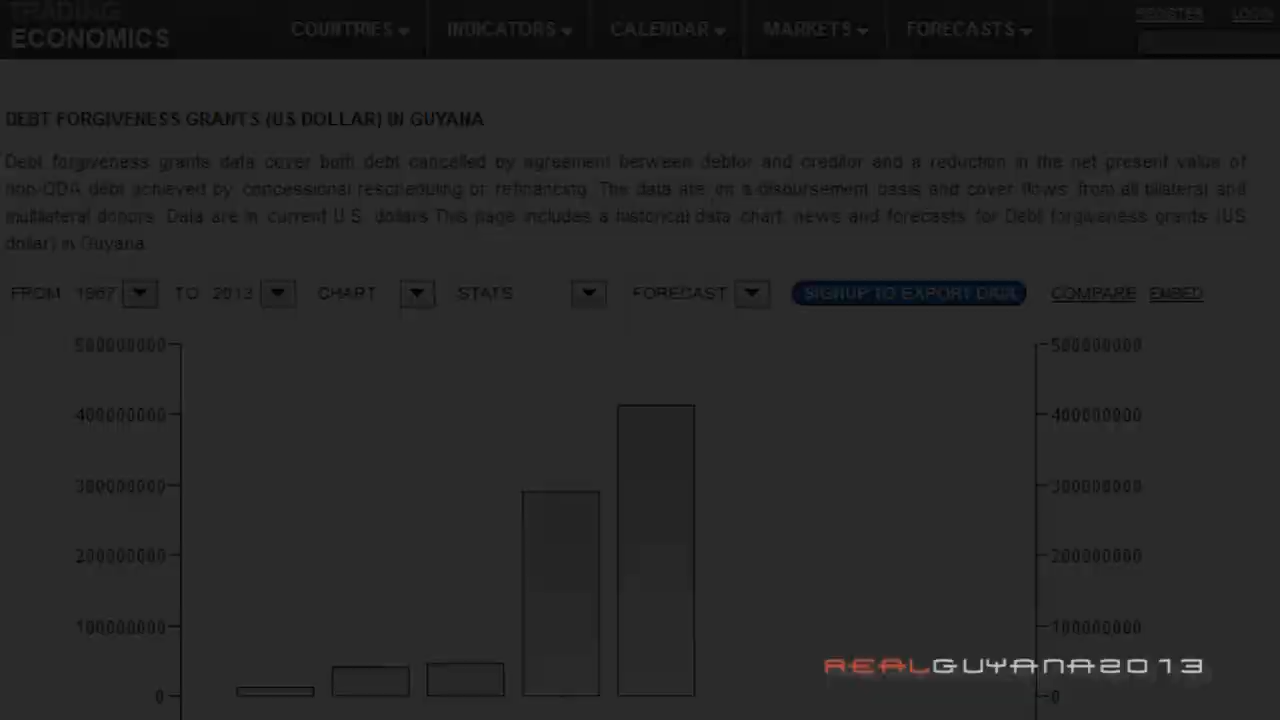 TRADING
ECONOMICS
COUNTRIES INDICATORS CALENDAR MARKETS FORECASTS
REGISTER LOGIN
DEBT FORGIVENESS GRANTS (US DOLLAR) IN GUYANA
Debt forgiveness grants data cover both debt cancelled by agreement between debtor and creditor and a reduction in the net present value of
non-ODA debt achieved by concessional rescheduling or refinancing. The data are on a disbursement basis and cover flows from all bilateral and
multilateral donors. Data are in current U.S. dollars.This page includes a historical data chart, news and forecasts for Debt forgiveness grants (US
dollar) in Guyana.
FROM 1967 TO 2013 CHART STATS FORECAST SIGNUP TO EXPORT DATA COMPARE EMBED
500000000 500000000
400000000 400000000
300000000 300000000
200000000 200000000
100000000 100000000
REALGUYANA2013
0 0